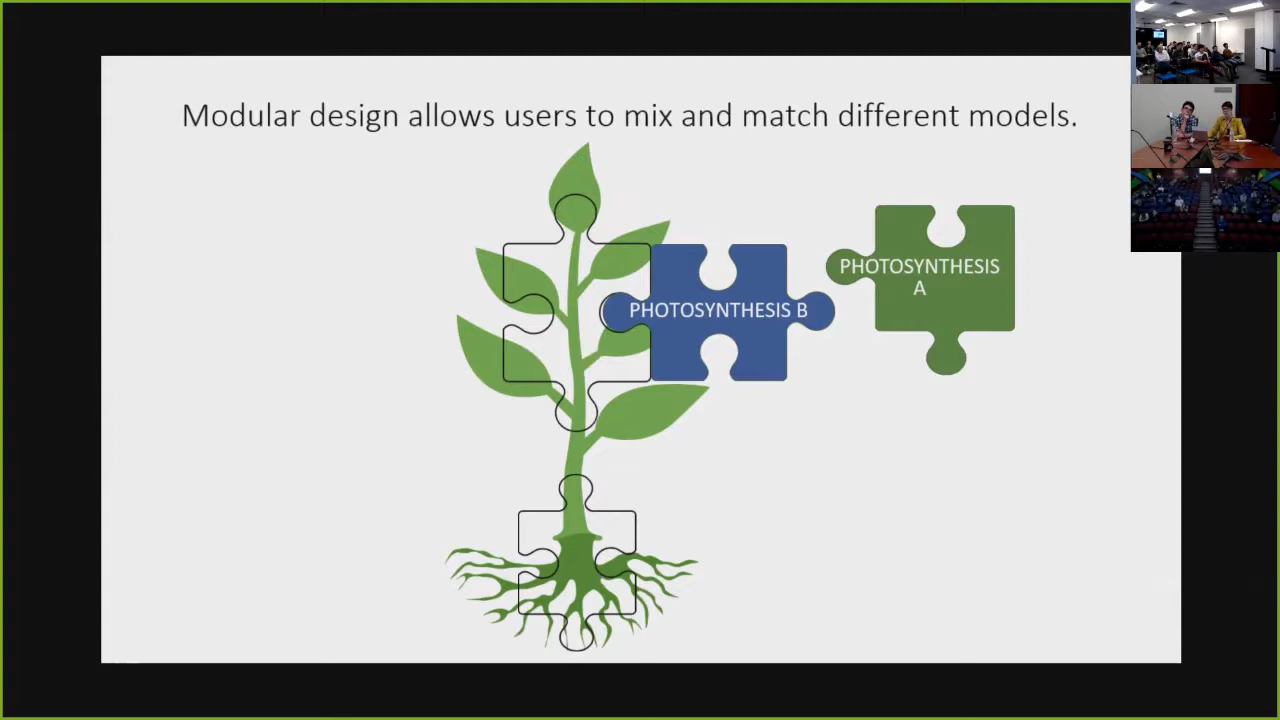 Modular design allows users to mix and match different models.
PHOTOSYNTHESIS B
PHOTOSYNTHESIS
A